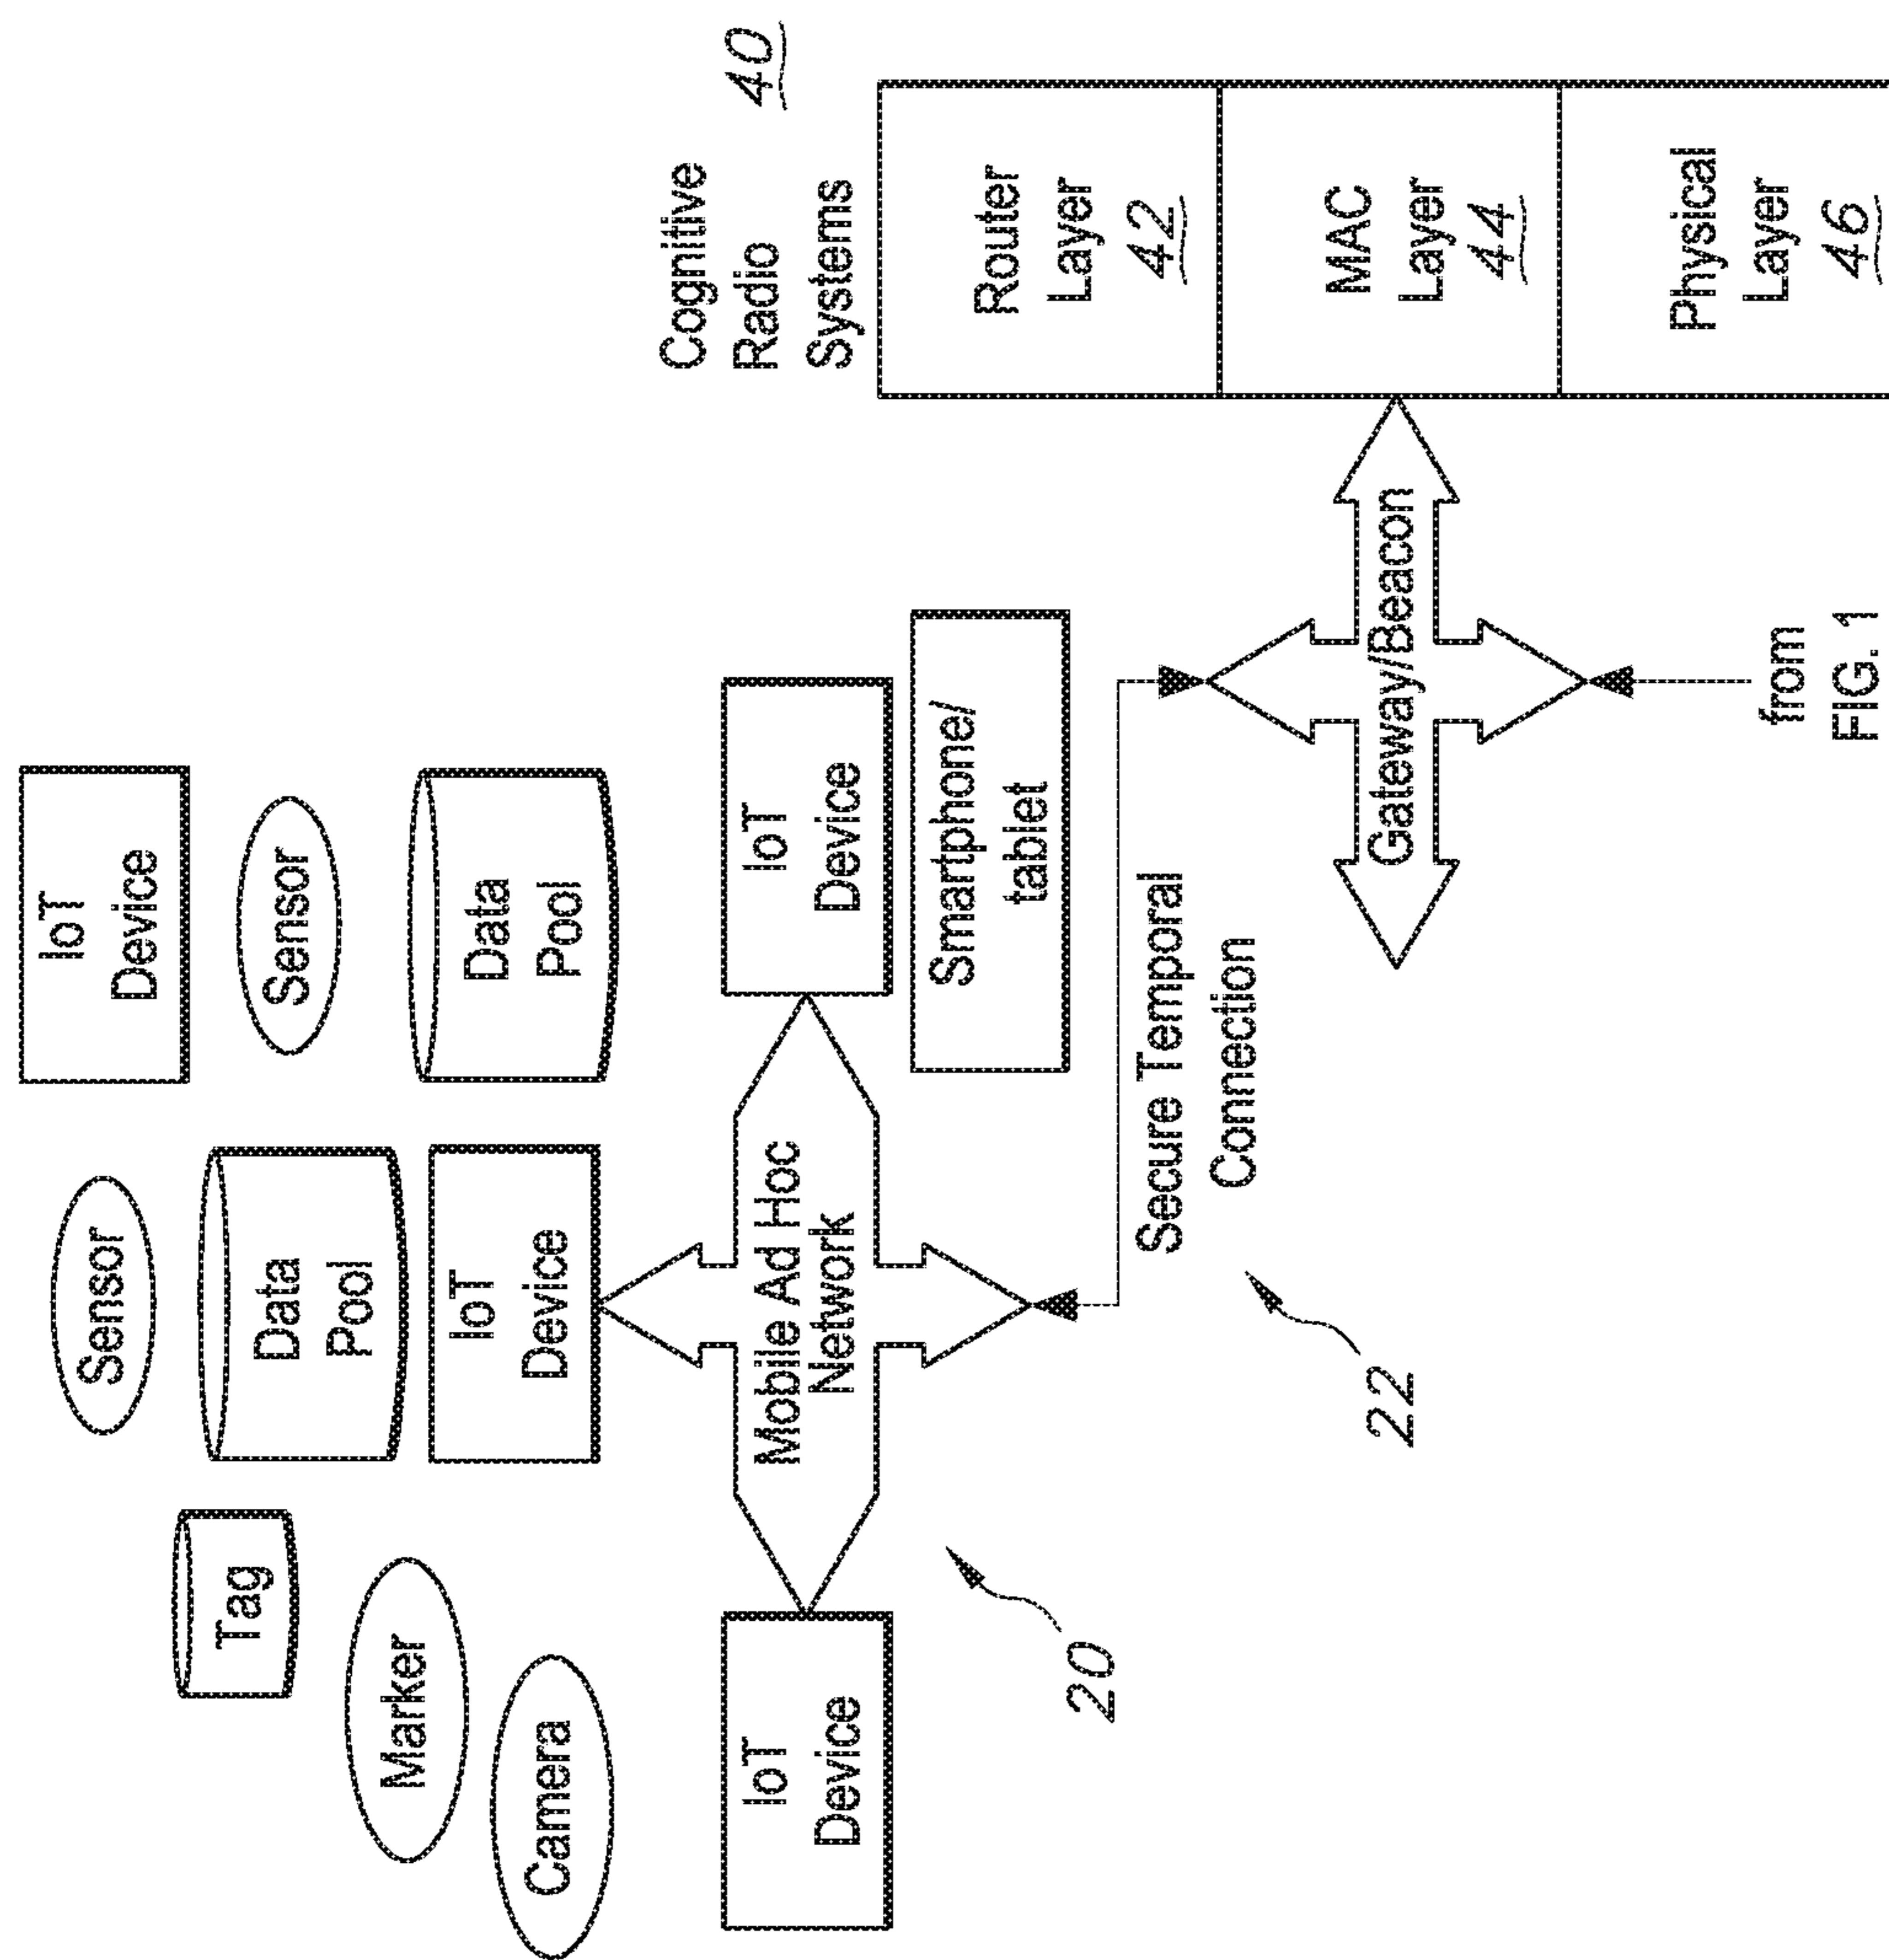 IoT
Device
Sensor
Sensor
Data
Pool
Data
Pool
Tag
Marker
Camera
IoT
Device
IoT
Device
IoT
Device
Mobile Ad Hoc
Network
Smartphone/
tablet
20
Secure Temporal
Connection
22
Gateway/Beacon
from
FIG. 1
Cognitive
Radio
Systems
40
Router
Layer
42
MAC
Layer
44
Physical
Layer
46